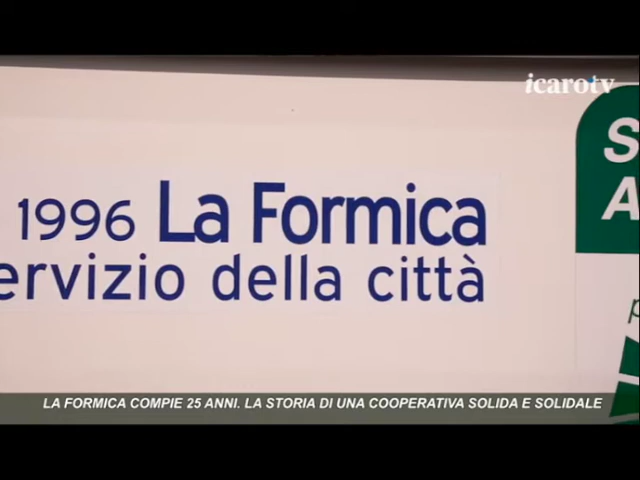 icarotv
1996 La Formica
ervizio della città
S
A
p
LA FORMICA COMPIE 25 ANNI. LA STORIA DI UNA COOPERATIVA SOLIDA E SOLIDALE